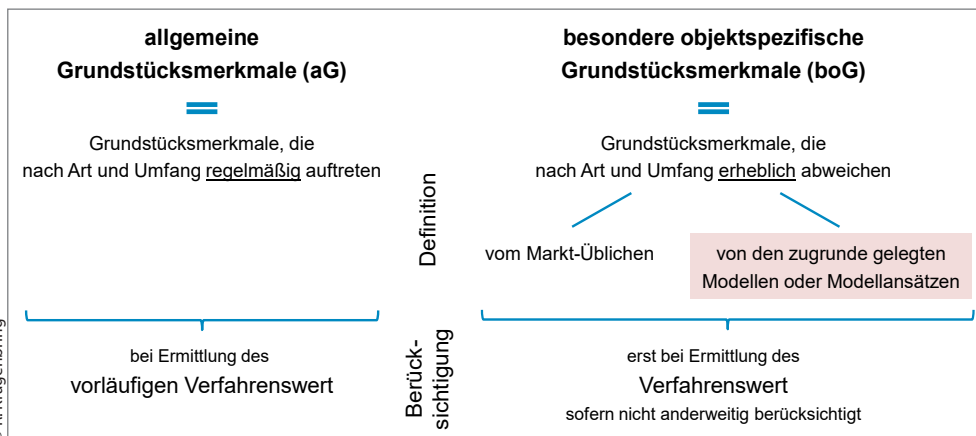 allgemeine
Grundstücksmerkmale (aG)
Grundstücksmerkmale, die
nach Art und Umfang regelmäßig auftreten
besondere objektspezifische
Grundstücksmerkmale (boG)
Grundstücksmerkmale, die
nach Art und Umfang erheblich abweichen
Definition
vom Markt-Üblichen
von den zugrunde gelegten
Modellen oder Modellansätzen
bei Ermittlung des
vorläufigen Verfahrenswert
Berück-
sichtigung
erst bei Ermittlung des
Verfahrenswert
sofern nicht anderweitig berücksichtigt